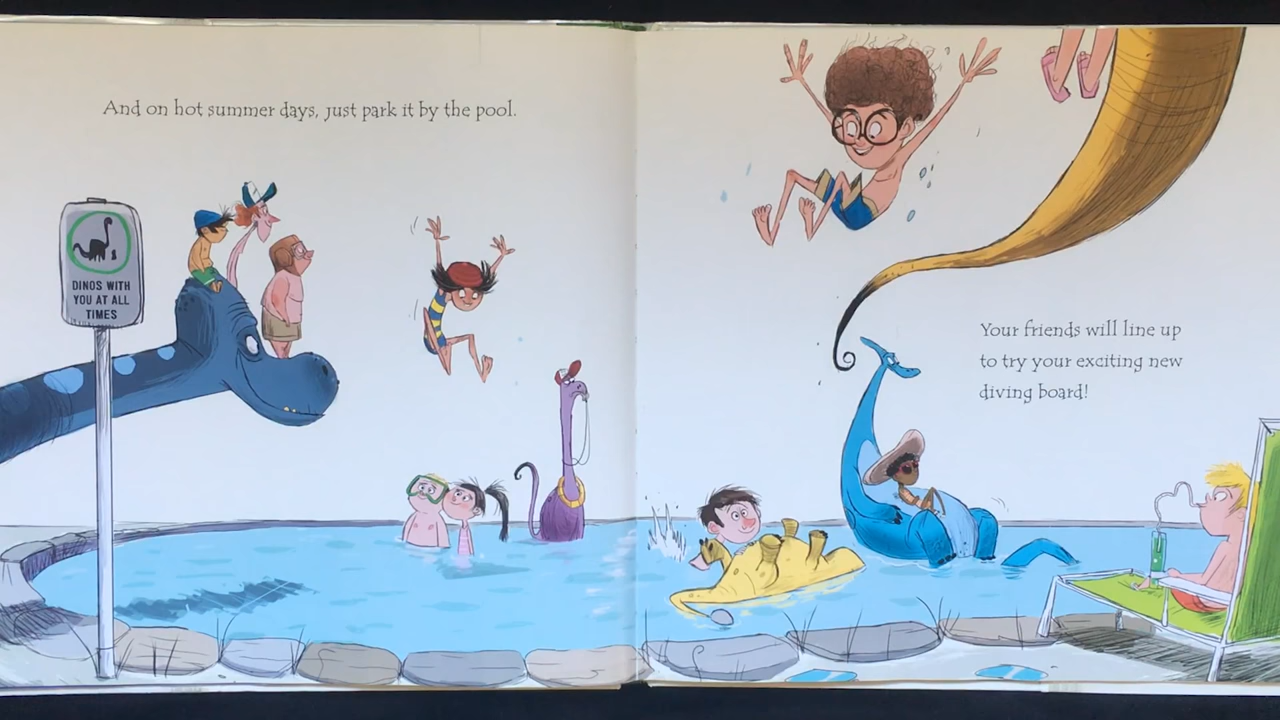 And on hot summer days, just park it by the pool.
DINOS WITH
YOU AT ALL
TIMES
Your friends will line up
to try your exciting new
diving board!